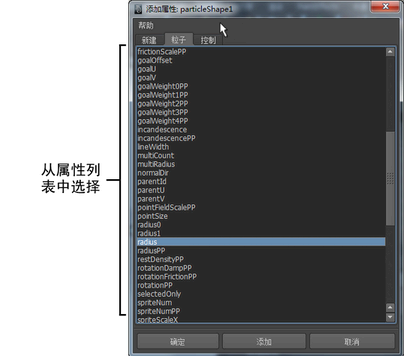 添加属性: particleShape1
帮助
新建 粒子 控制
frictionScalePP
goalOffset
goalU
goalV
goalWeight0PP
goalWeight1PP
goalWeight2PP
goalWeight3PP
goalWeight4PP
incandescence
incandescencePP
lineWidth
multiCount
multiRadius
normalDir
parentId
parentU
parentV
pointFieldScalePP
pointSize
radius0
radius1
radius
radiusPP
restDensityPP
rotationDampPP
rotationFrictionPP
rotationPP
selectedOnly
spriteNum
spriteNumPP
spriteScaleX
从属性列
表中选择
确定 添加 取消